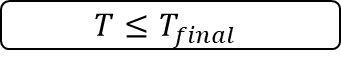 T ≤ T_final